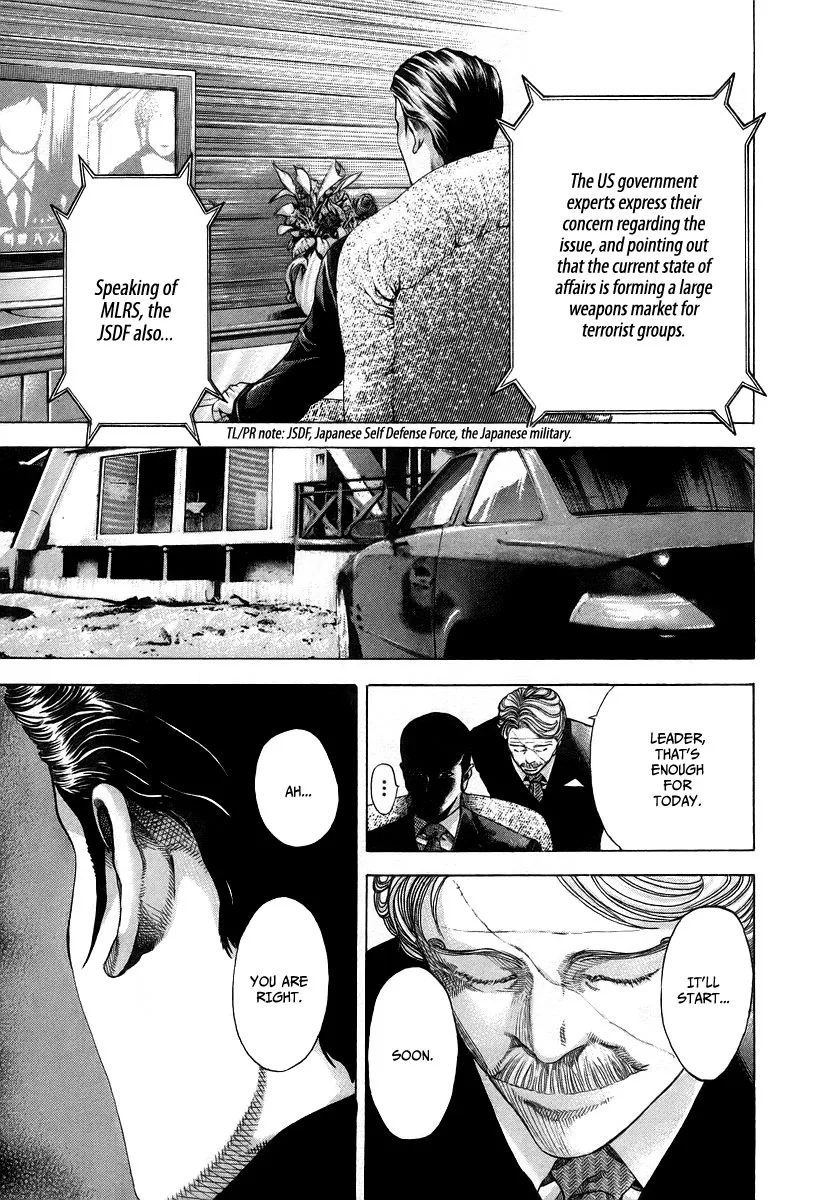 The US government
experts express their
concern regarding the
issue, and pointing out
that the current state of
affairs is forming a large
weapons market for
terrorist groups.
Speaking of
MLRS, the
JSDF also...
TL/PR note: JSDF, Japanese Self Defense Force, the Japanese military.
LEADER,
THAT'S
ENOUGH
FOR
TODAY.
...
AH...
YOU ARE
RIGHT.
IT'LL
START...
SOON.